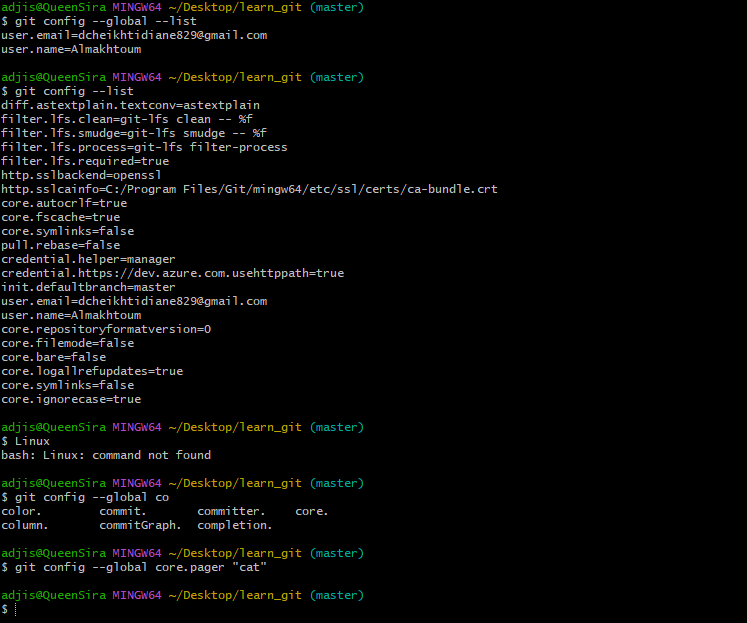 adjis@QueenSira MINGW64 ~/Desktop/learn_git (master)
$ git config --global --list
user.email=dcheikhtidiane829@gmail.com
user.name=Almakhtoum
adjis@QueenSira MINGW64 ~/Desktop/learn_git (master)
$ git config --list
diff.astextplain.textconv=astextplain
filter.lfs.clean=git-lfs clean -- %f
filter.lfs.smudge=git-lfs smudge -- %f
filter.lfs.process=git-lfs filter-process
filter.lfs.required=true
http.sslbackend=openssl
http.sslcainfo=C:/Program Files/Git/mingw64/etc/ssl/certs/ca-bundle.crt
core.autocrlf=true
core.fscache=true
core.symlinks=false
pull.rebase=false
credential.helper=manager
credential.https://dev.azure.com.usehttppath=true
init.defaultbranch=master
user.email=dcheikhtidiane829@gmail.com
user.name=Almakhtoum
core.repositoryformatversion=0
core.filemode=false
core.bare=false
core.logallrefupdates=true
core.symlinks=false
core.ignorecase=true
adjis@QueenSira MINGW64 ~/Desktop/learn_git (master)
$ Linux
bash: Linux: command not found
adjis@QueenSira MINGW64 ~/Desktop/learn_git (master)
$ git config --global co
color. commit. committer. core.
column. commitGraph. completion.
adjis@QueenSira MINGW64 ~/Desktop/learn_git (master)
$ git config --global core.pager "cat"
adjis@QueenSira MINGW64 ~/Desktop/learn_git (master)
$